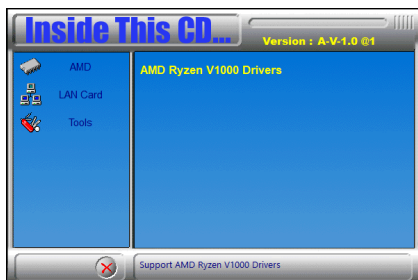 Inside This CD...
Version : A-V-1.0 @1
AMD
AMD Ryzen V1000 Drivers
LAN Card
Tools
Support AMD Ryzen V1000 Drivers